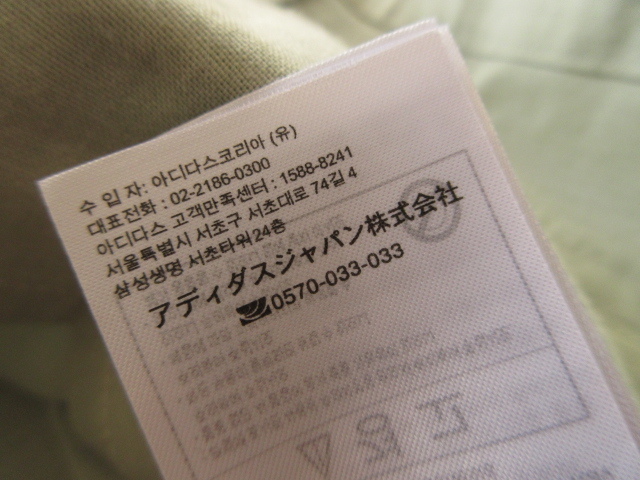 수 입 자: 아디다스코리아 (유)
대표전화 : 02-2186-0300
아디다스 고객만족센터 : 1588-8241
서울특별시 서초구 서초대로 74길 4
삼성생명 서초타워24층
アディダスジャパン株式会社
0570-033-033